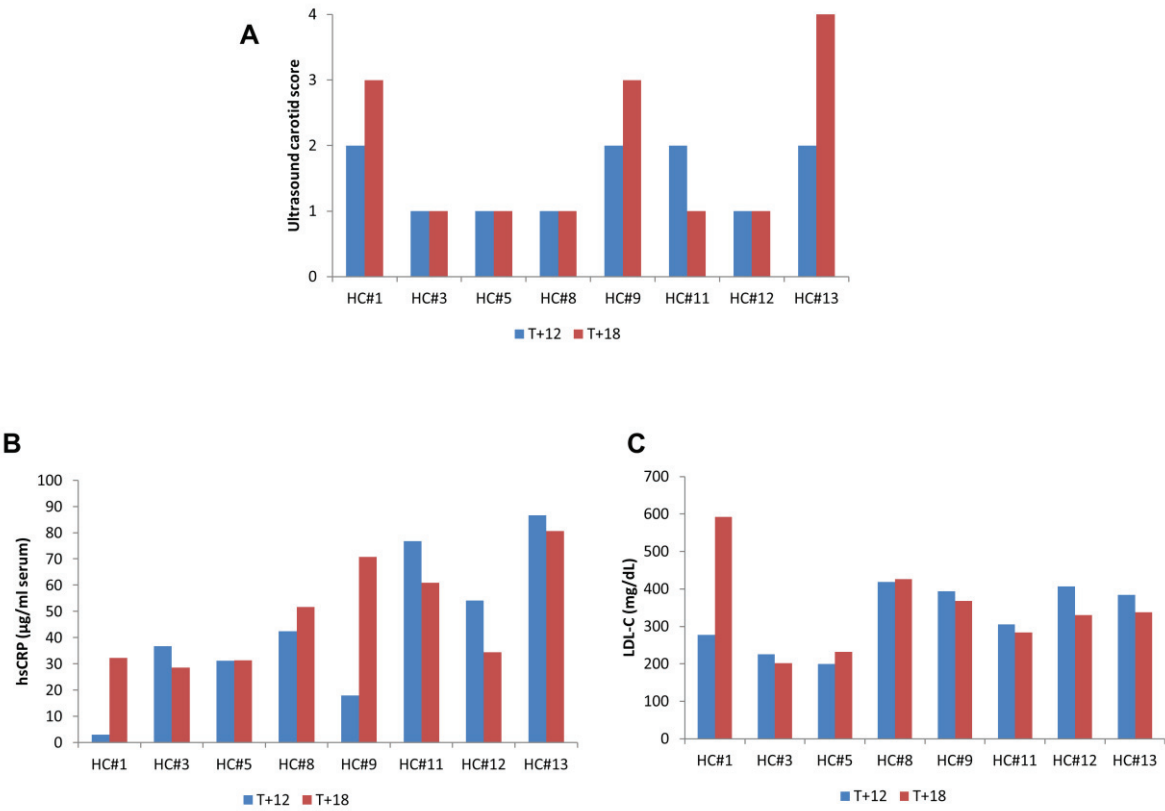 A
Ultrasound carotid score
4
3
2
1
0
HC#1 HC#3 HC#5 HC#8 HC#9 HC#11 HC#12 HC#13
T+12 T+18
B
hsCRP (µg/ml serum)
100
90
80
70
60
50
40
30
20
10
0
HC#1 HC#3 HC#5 HC#8 HC#9 HC#11 HC#12 HC#13
T+12 T+18
C
LDL-C (mg/dL)
700
600
500
400
300
200
100
0
HC#1 HC#3 HC#5 HC#8 HC#9 HC#11 HC#12 HC#13
T+12 T+18